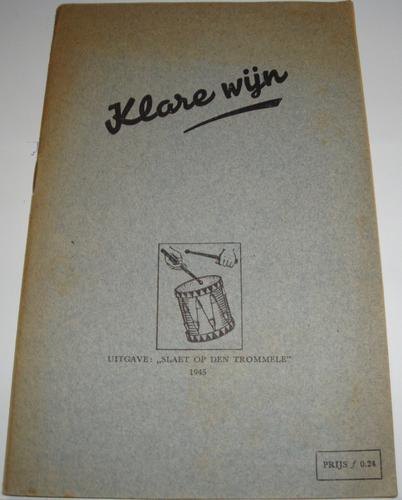 Klare wijn
UITGAVE: „SLAET OP DEN TROMMELE"
1945
PRIJS ƒ 0.24